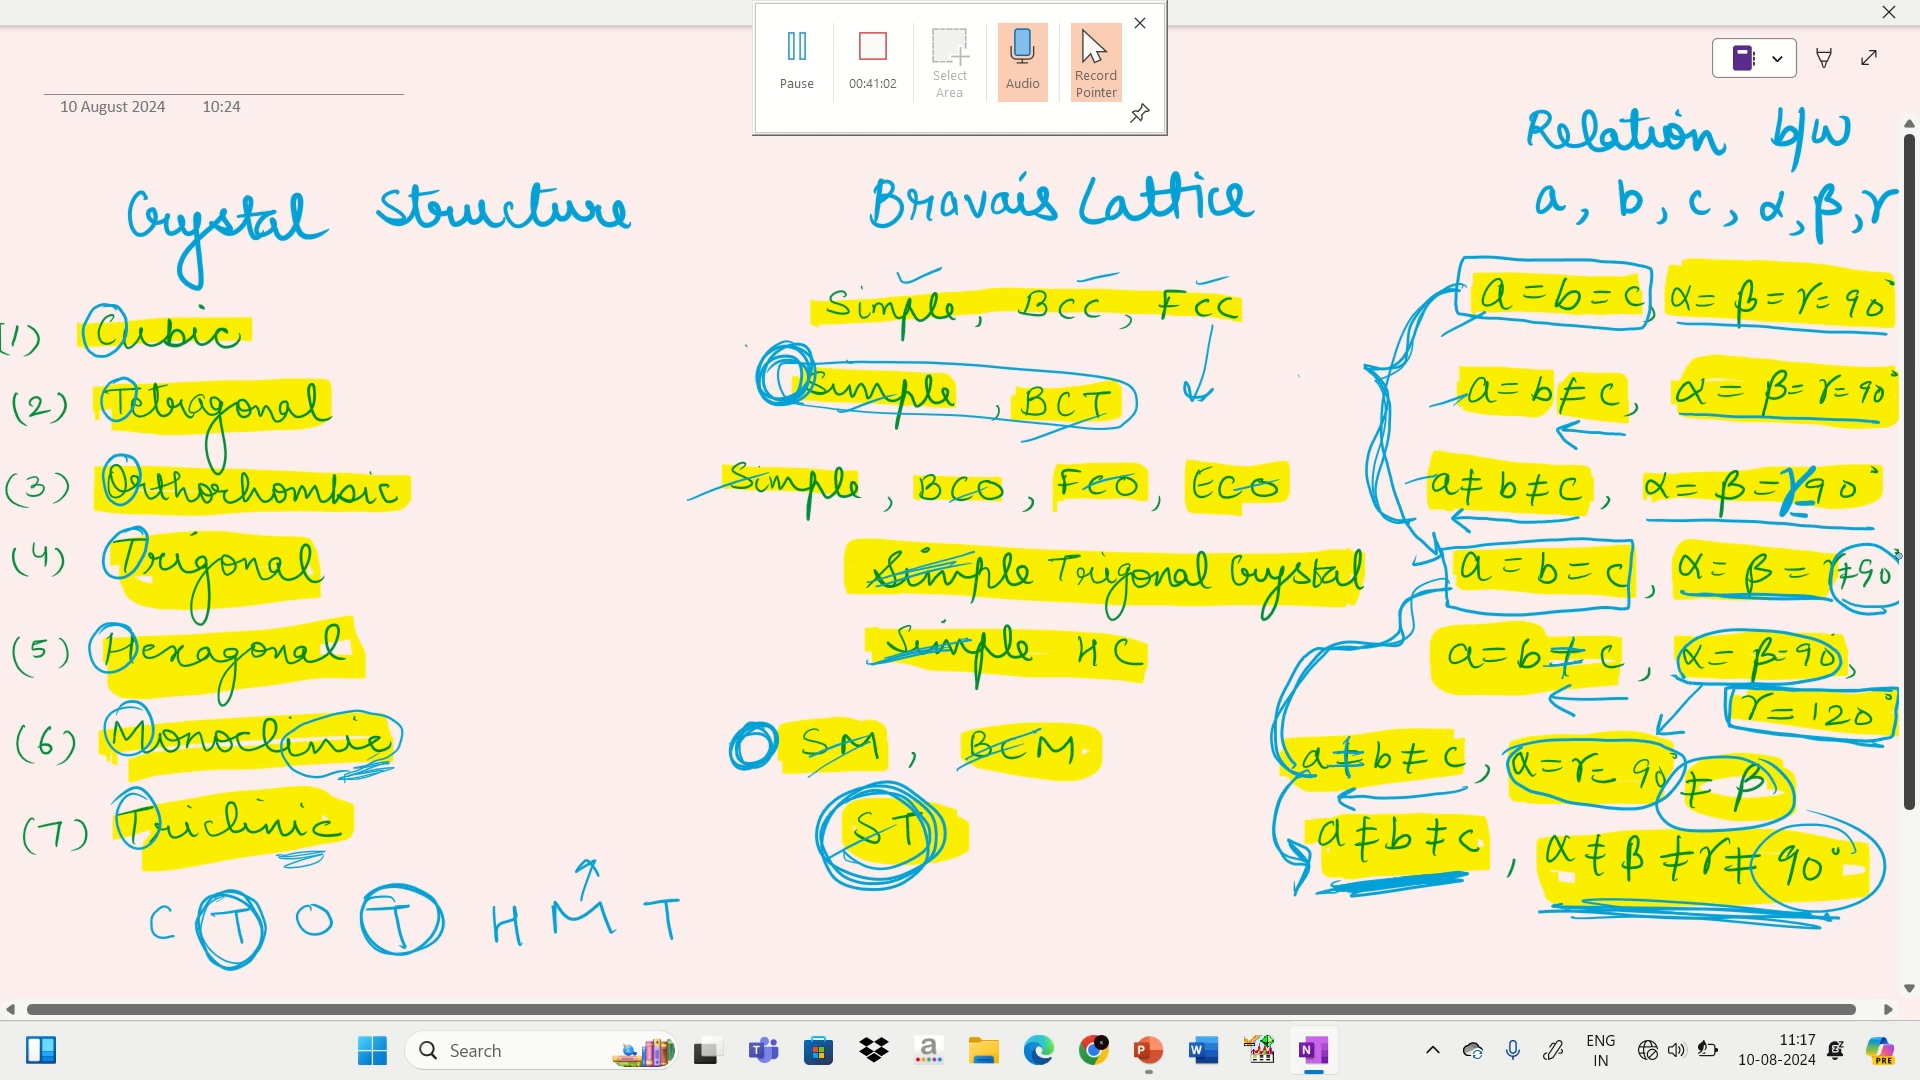 Pause
00:41:02
Select Area
Audio
Record Pointer
10 August 2024 10:24
Relation b/w
a, b, c, α, β, γ
Crystal Structure
Bravais Lattice
(1) Cubic
Simple, BCC, FCC
a = b = c, α = β = γ = 90°
(2) Tetragonal
Simple, BCT
a = b ≠ c, α = β = γ = 90°
(3) Orthorhombic
Simple, BCO, FCO, ECO
a ≠ b ≠ c, α = β = γ = 90°
(4) Trigonal
Simple Trigonal Crystal
a = b = c, α = β = γ ≠ 90°
(5) Hexagonal
Simple HC
a = b ≠ c, α = β = 90°,
γ = 120°
(6) Monoclinic
SM, BCM
a ≠ b ≠ c, α = γ = 90° ≠ β
(7) Triclinic
ST
a ≠ b ≠ c, α ≠ β ≠ γ ≠ 90°
C T O T H M T
Search
ENG IN
11:17
10-08-2024
PRE